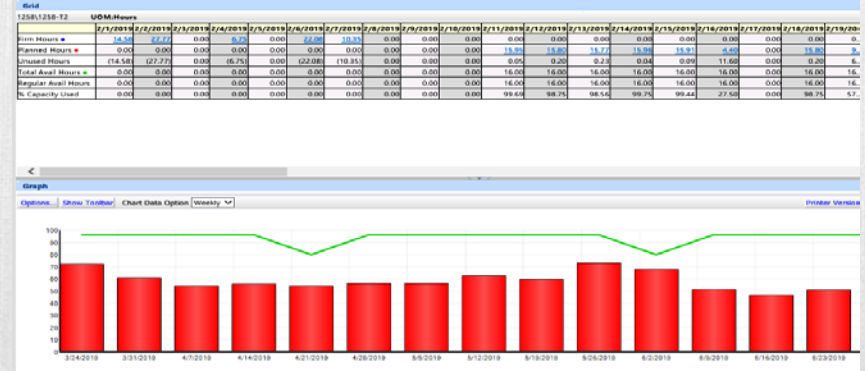 Grid
1258\1258-T2 UOM:Hours
2/1/2019 2/2/2019 2/3/2019 2/4/2019 2/5/2019 2/6/2019 2/7/2019 2/8/2019 2/9/2019 2/10/2019 2/11/2019 2/12/2019 2/13/2019 2/14/2019 2/15/2019 2/16/2019 2/17/2019 2/18/2019 2/19/20
Firm Hours 14.58 27.77 0.00 6.75 0.00 22.08 10.35 0.00 0.00 0.00 0.00 0.00 0.00 0.00 0.00 0.00 0.00 0.00 0..
Planned Hours 0.00 0.00 0.00 0.00 0.00 0.00 0.00 0.00 0.00 0.00 15.95 15.80 15.77 15.96 15.91 4.40 0.00 15.80 9..
Unused Hours (14.58) (27.77) 0.00 (6.75) 0.00 (22.08) (10.35) 0.00 0.00 0.00 0.05 0.20 0.23 0.04 0.09 11.60 0.00 0.20 6..
Total Avail Hours 0.00 0.00 0.00 0.00 0.00 0.00 0.00 0.00 0.00 0.00 16.00 16.00 16.00 16.00 16.00 16.00 0.00 16.00 16..
Regular Avail Hours 0.00 0.00 0.00 0.00 0.00 0.00 0.00 0.00 0.00 0.00 16.00 16.00 16.00 16.00 16.00 16.00 0.00 16.00 16..
% Capacity Used 0.00 0.00 0.00 0.00 0.00 0.00 0.00 0.00 0.00 0.00 99.69 98.75 98.56 99.75 99.44 27.50 0.00 98.75 57..
Graph
Options... Show Toolbar Chart Data Option Weekly Printer Version
100
90
80
70
60
50
40
30
20
10
0
3/24/2019 3/31/2019 4/7/2019 4/14/2019 4/21/2019 4/28/2019 5/5/2019 5/12/2019 5/19/2019 5/26/2019 6/2/2019 6/9/2019 6/16/2019 6/23/2019